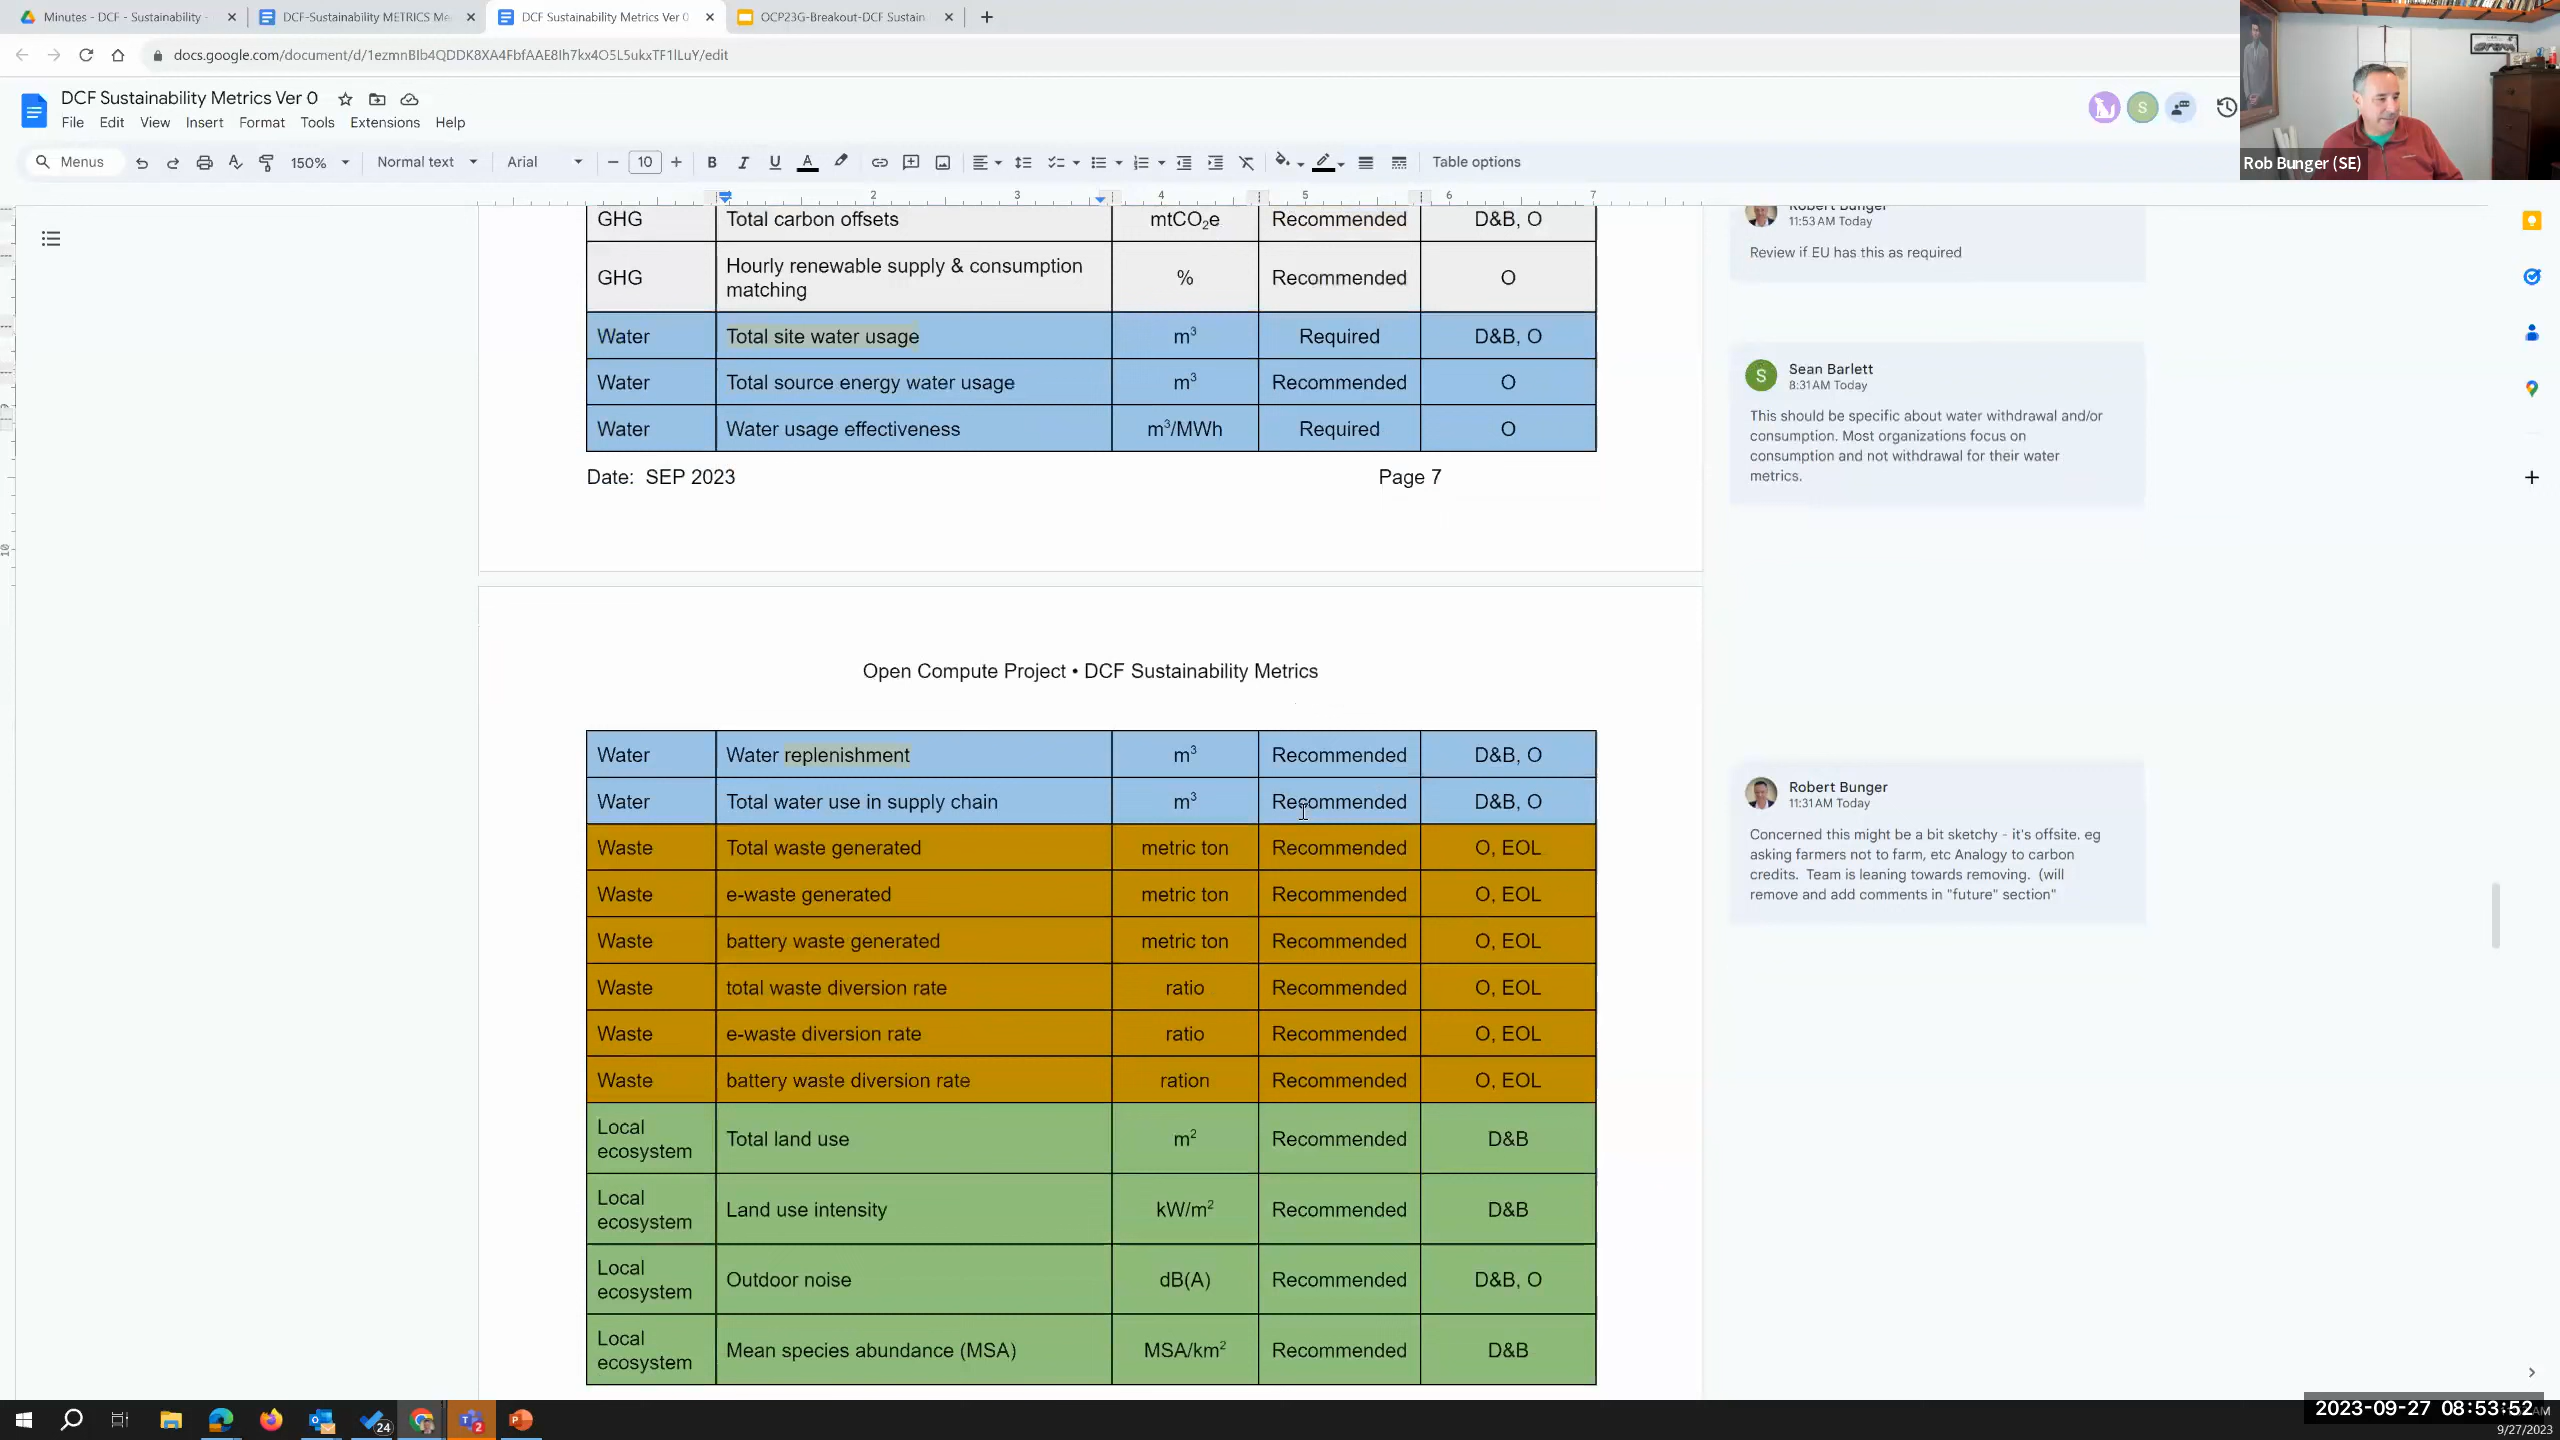 Minutes - DCF - Sustainability -
DCF-Sustainability METRICS Me
DCF Sustainability Metrics Ver 0
OCP23G-Breakout-DCF Sustain
docs.google.com/document/d/1ezmnBIb4QDDK8XA4FbfAAE8Ih7kx4O5L5ukxTF1lLuY/edit
DCF Sustainability Metrics Ver 0
File Edit View Insert Format Tools Extensions Help
S
Rob Bunger (SE)
Menus 150% Normal text Arial 10 Table options
2 3 4 5 6 7
GHG Total carbon offsets mtCO₂e Recommended D&B, O
GHG Hourly renewable supply & consumption matching % Recommended O
Water Total site water usage m³ Required D&B, O
Water Total source energy water usage m³ Recommended O
Water Water usage effectiveness m³/MWh Required O
Date: SEP 2023 Page 7
Robert Bunger
11:53 AM Today
Review if EU has this as required
S Sean Barlett
8:31 AM Today
This should be specific about water withdrawal and/or
consumption. Most organizations focus on
consumption and not withdrawal for their water
metrics.
10
Open Compute Project • DCF Sustainability Metrics
Water Water replenishment m³ Recommended D&B, O
Water Total water use in supply chain m³ Recommended D&B, O
Waste Total waste generated metric ton Recommended O, EOL
Waste e-waste generated metric ton Recommended O, EOL
Waste battery waste generated metric ton Recommended O, EOL
Waste total waste diversion rate ratio Recommended O, EOL
Waste e-waste diversion rate ratio Recommended O, EOL
Waste battery waste diversion rate ration Recommended O, EOL
Local ecosystem Total land use m² Recommended D&B
Local ecosystem Land use intensity kW/m² Recommended D&B
Local ecosystem Outdoor noise dB(A) Recommended D&B, O
Local ecosystem Mean species abundance (MSA) MSA/km² Recommended D&B
Robert Bunger
11:31 AM Today
Concerned this might be a bit sketchy - it's offsite. eg
asking farmers not to farm, etc Analogy to carbon
credits. Team is leaning towards removing. (will
remove and add comments in "future" section"
24
2
2023-09-27 08:53:52
9/27/2023